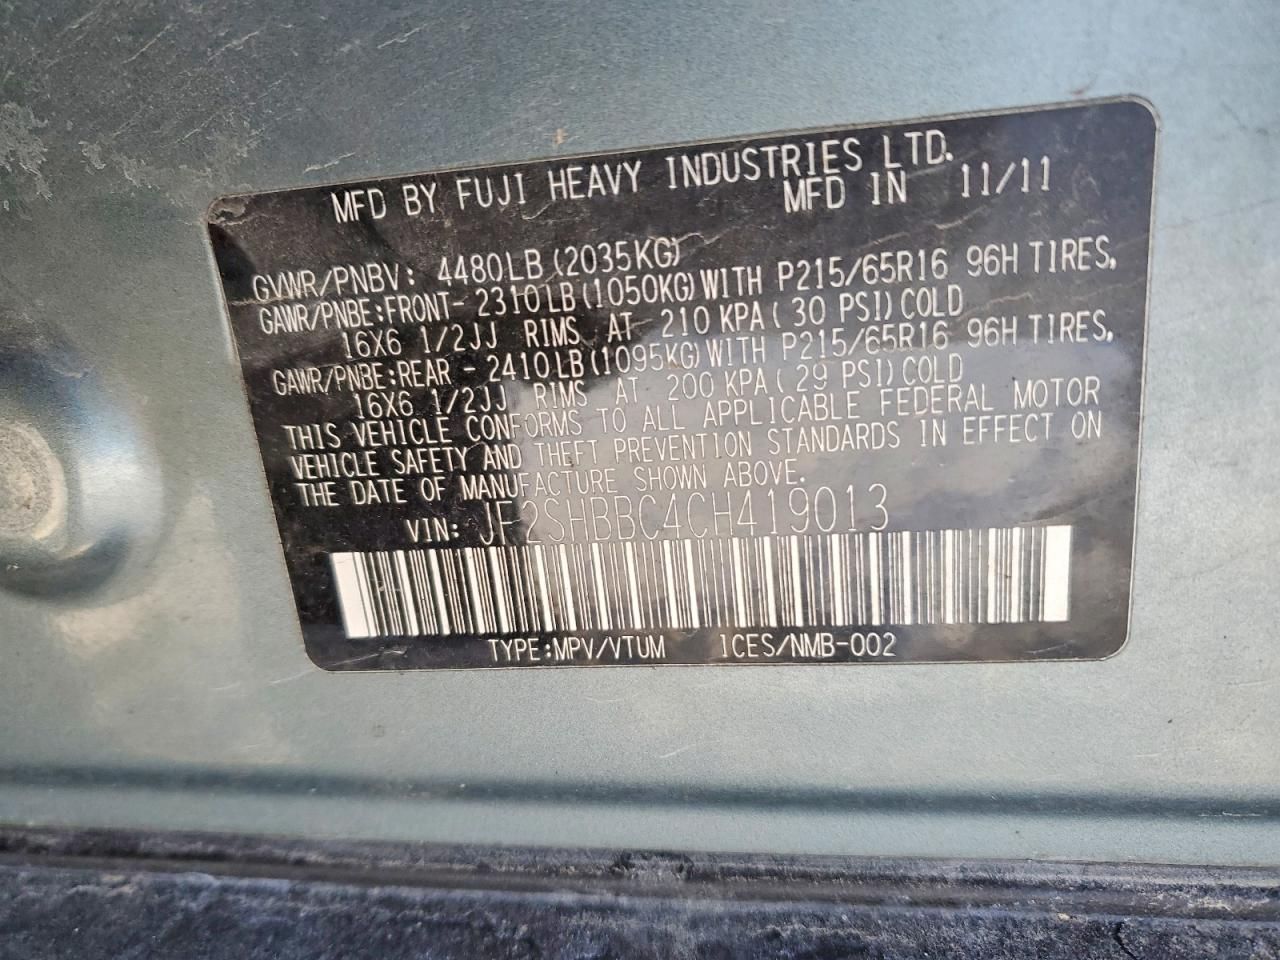 MFD BY FUJI HEAVY INDUSTRIES LTD.
MFD IN 11/11
GVWR/PNBV: 4480LB(2035KG)
GAWR/PNBE:FRONT- 2310LB(1050KG)WITH P215/65R16 96H TIRES,
16X6 1/2JJ RIMS AT 210 KPA( 30 PSI)COLD
GAWR/PNBE:REAR - 2410LB(1095KG)WITH P215/65R16 96H TIRES,
16X6 1/2JJ RIMS AT 200 KPA(29 PSI)COLD
THIS VEHICLE CONFORMS TO ALL APPLICABLE FEDERAL MOTOR
VEHICLE SAFETY AND THEFT PREVENTION STANDARDS IN EFFECT ON
THE DATE OF MANUFACTURE SHOWN ABOVE.
VIN: JF2SHBBC4CH419013
TYPE:MPV/VTUM ICES/NMB-002